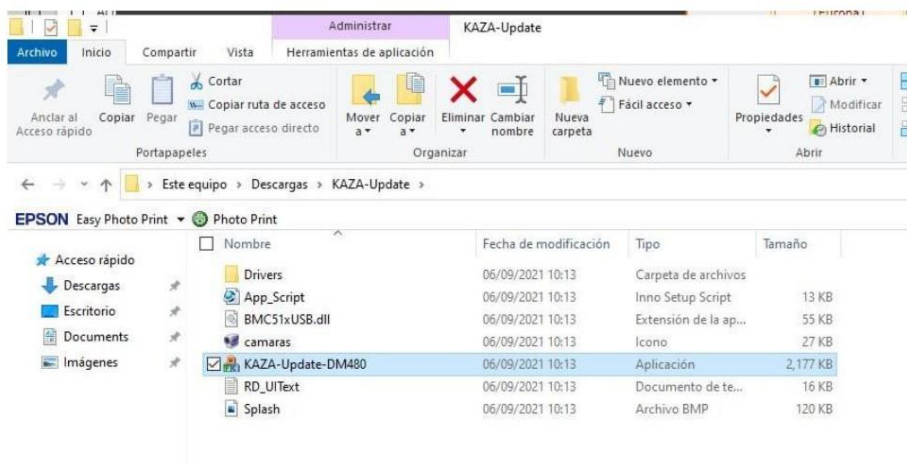 Administrar KAZA-Update
Archivo Inicio Compartir Vista Herramientas de aplicación
Anclar al Acceso rápido
Copiar
Pegar
Cortar
Copiar ruta de acceso
Pegar acceso directo
Portapapeles
Mover a
Copiar a
Eliminar
Cambiar nombre
Organizar
Nueva carpeta
Nuevo elemento
Fácil acceso
Nuevo
Propiedades
Abrir
Modificar
Historial
Abrir
Este equipo > Descargas > KAZA-Update >
EPSON Easy Photo Print Photo Print
Acceso rápido
Descargas
Escritorio
Documents
Imágenes
Nombre Fecha de modificación Tipo Tamaño
Drivers 06/09/2021 10:13 Carpeta de archivos
App_Script 06/09/2021 10:13 Inno Setup Script 13 KB
BMC51xUSB.dll 06/09/2021 10:13 Extensión de la ap... 55 KB
camaras 06/09/2021 10:13 Icono 27 KB
KAZA-Update-DM480 06/09/2021 10:13 Aplicación 2,177 KB
RD_UIText 06/09/2021 10:13 Documento de te... 16 KB
Splash 06/09/2021 10:13 Archivo BMP 120 KB